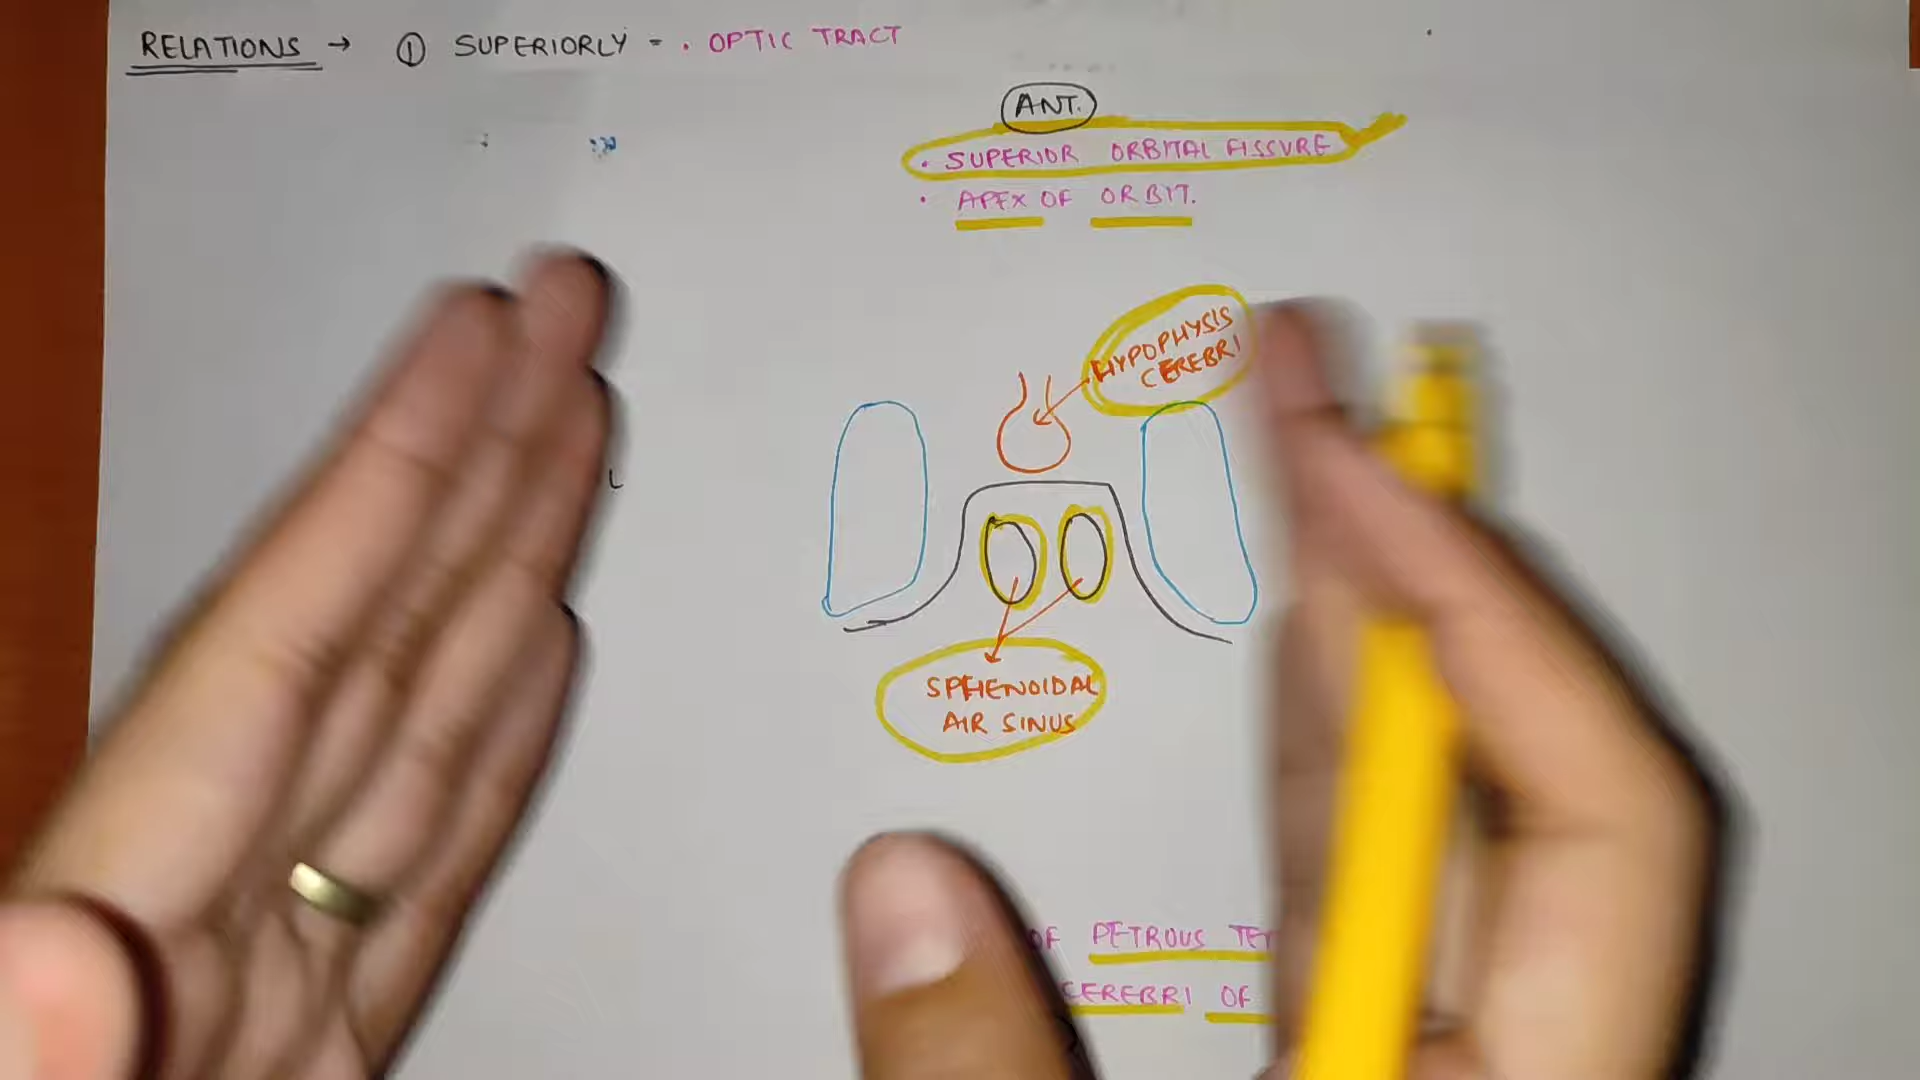 RELATIONS → ① SUPERIORLY - • OPTIC TRACT
ANT.
• SUPERIOR ORBITAL FISSURE
• APEX OF ORBIT.
HYPOPHYSIS
CEREBRI
L
SPHENOIDAL
AIR SINUS
OF PETROUS TE
CEREBRI OF